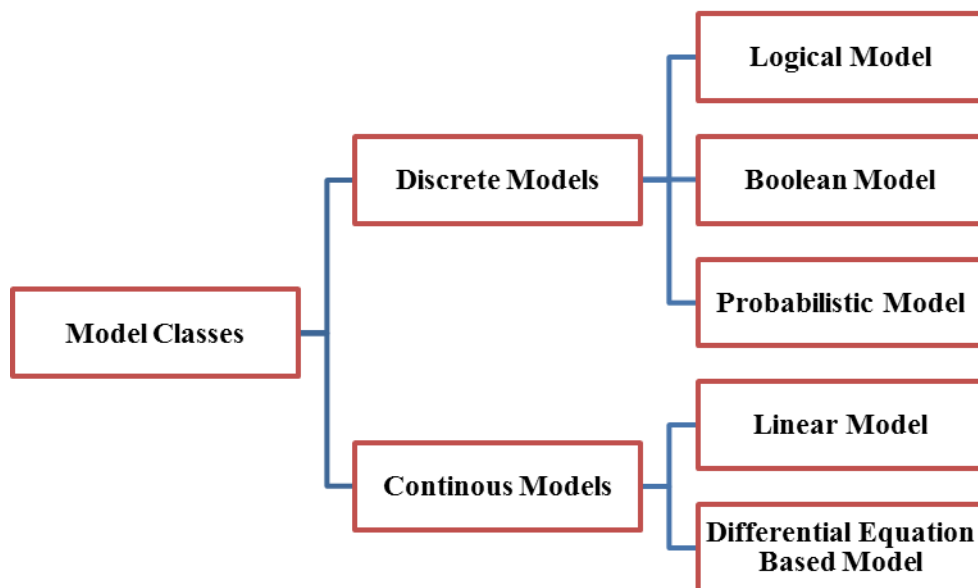 Model Classes
Discrete Models
Logical Model
Boolean Model
Probabilistic Model
Continous Models
Linear Model
Differential Equation
Based Model